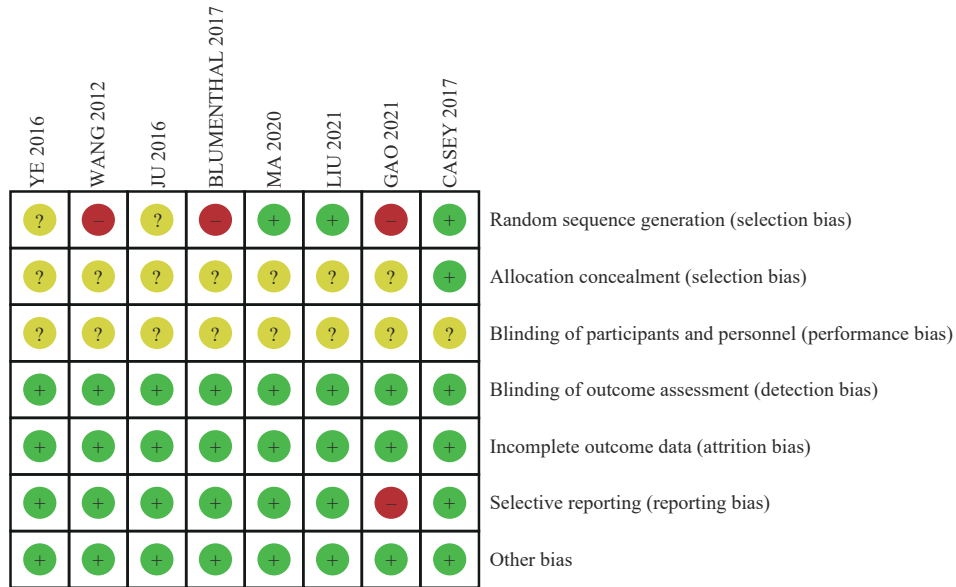 YE 2016
WANG 2012
JU 2016
BLUMENTHAL 2017
MA 2020
LIU 2021
GAO 2021
CASEY 2017
? – ? – + + – + Random sequence generation (selection bias)
? ? ? ? ? ? ? + Allocation concealment (selection bias)
? ? ? ? ? ? ? ? Blinding of participants and personnel (performance bias)
+ + + + + + + + Blinding of outcome assessment (detection bias)
+ + + + + + + + Incomplete outcome data (attrition bias)
+ + + + + + – + Selective reporting (reporting bias)
+ + + + + + + + Other bias